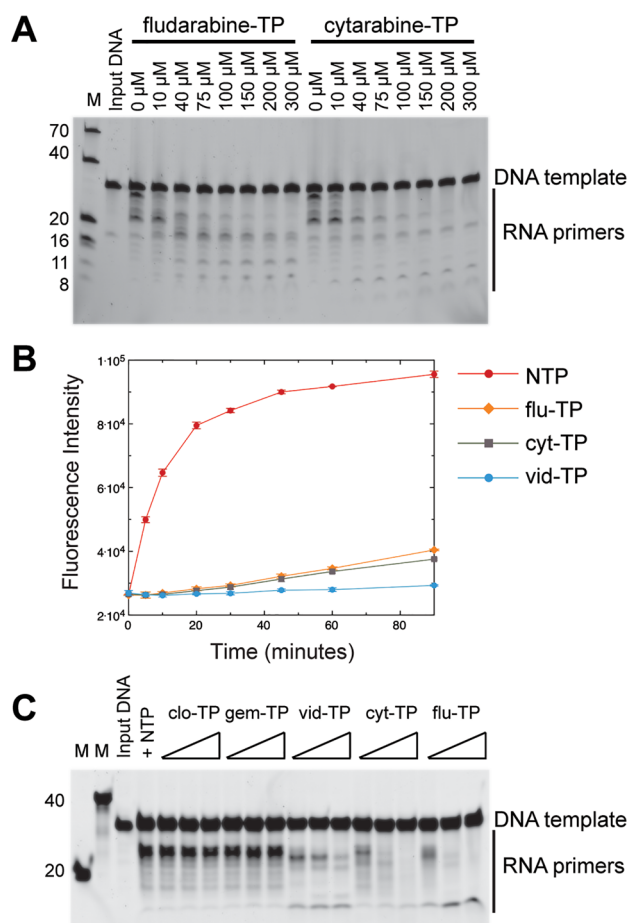 A
fludarabine-TP cytarabine-TP
M Input DNA 0 µM 10 µM 40 µM 75 µM 100 µM 150 µM 200 µM 300 µM 0 µM 10 µM 40 µM 75 µM 100 µM 150 µM 200 µM 300 µM
70
40
DNA template
20
RNA primers
16
11
8
B
Fluorescence Intensity
1·10⁵
8·10⁴
6·10⁴
4·10⁴
2·10⁴
0 20 40 60 80
Time (minutes)
NTP
flu-TP
cyt-TP
vid-TP
C
M M Input DNA + NTP clo-TP gem-TP vid-TP cyt-TP flu-TP
40
DNA template
RNA primers
20